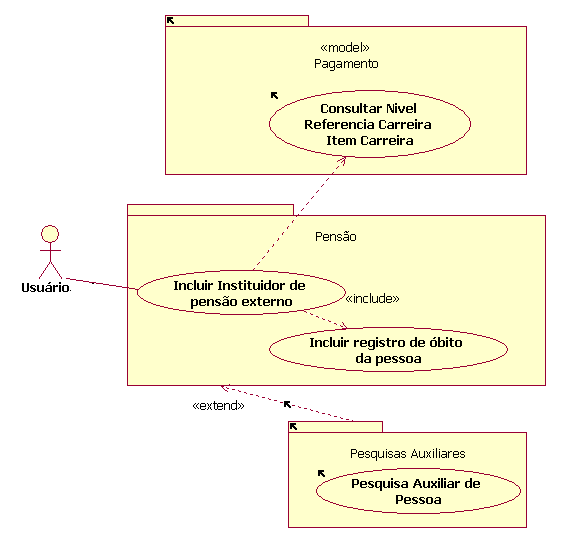 «model»
Pagamento
Consultar Nivel
Referencia Carreira
Item Carreira
Pensão
Usuário
Incluir Instituidor de
pensão externo
«include»
Incluir registro de óbito
da pessoa
«extend»
Pesquisas Auxiliares
Pesquisa Auxiliar de
Pessoa